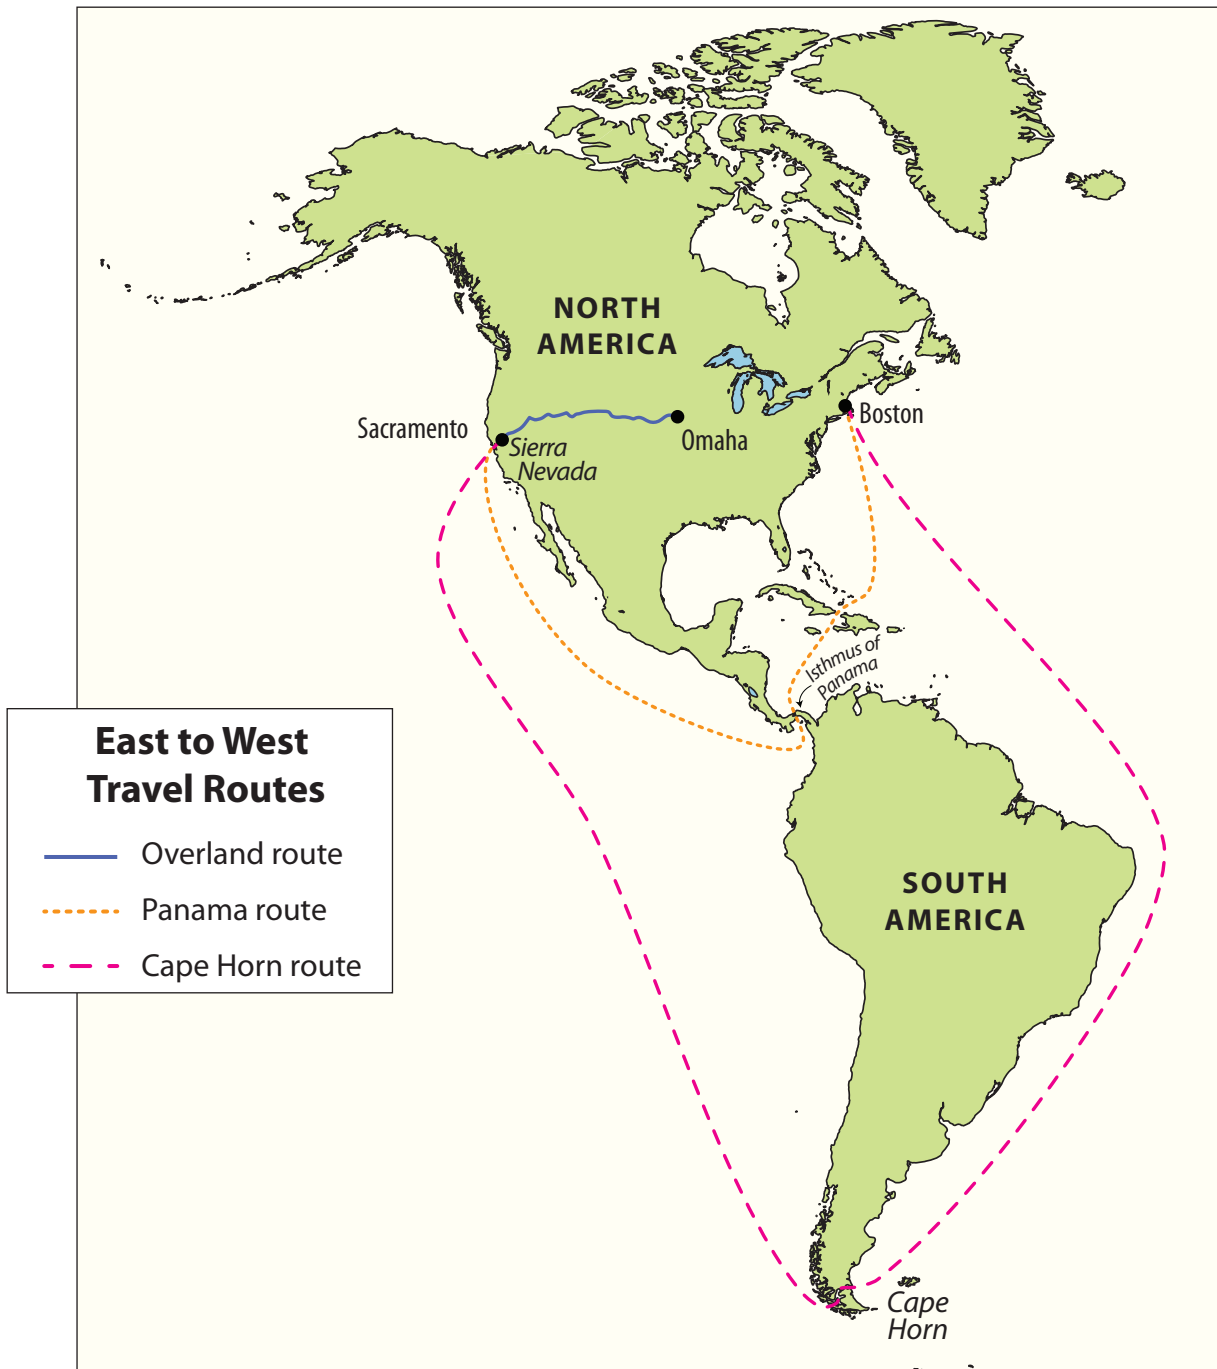 NORTH
AMERICA
Sacramento
Sierra
Nevada
Omaha
Boston
Isthmus of
Panama
East to West
Travel Routes
Overland route
Panama route
Cape Horn route
SOUTH
AMERICA
Cape
Horn